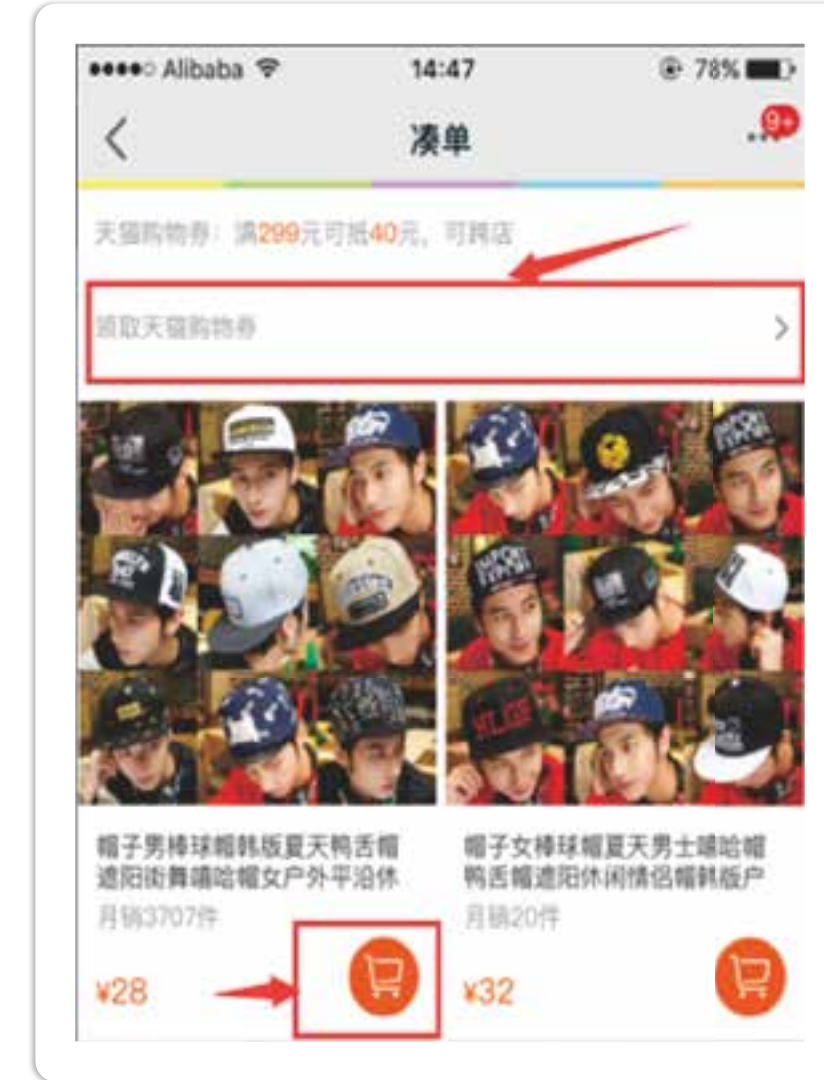 Alibaba 14:47 78%
凑单
9+
天猫购物券：满299元可抵40元，可跨店
领取天猫购物券
帽子男棒球帽韩版夏天鸭舌帽
遮阳街舞嘻哈帽女户外平沿休
月销3707件
¥28
帽子女棒球帽夏天男士嘻哈帽
鸭舌帽遮阳休闲情侣帽韩版户
月销20件
¥32